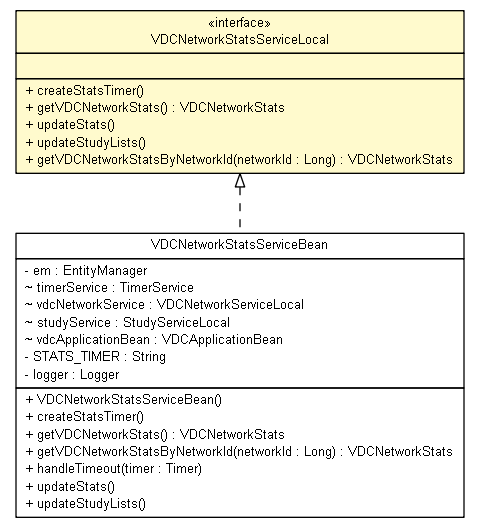 «interface»
VDCNetworkStatsServiceLocal
+ createStatsTimer()
+ getVDCNetworkStats() : VDCNetworkStats
+ updateStats()
+ updateStudyLists()
+ getVDCNetworkStatsByNetworkId(networkId : Long) : VDCNetworkStats
VDCNetworkStatsServiceBean
- em : EntityManager
~ timerService : TimerService
~ vdcNetworkService : VDCNetworkServiceLocal
~ studyService : StudyServiceLocal
~ vdcApplicationBean : VDCApplicationBean
- STATS_TIMER : String
- logger : Logger
+ VDCNetworkStatsServiceBean()
+ createStatsTimer()
+ getVDCNetworkStats() : VDCNetworkStats
+ getVDCNetworkStatsByNetworkId(networkId : Long) : VDCNetworkStats
+ handleTimeout(timer : Timer)
+ updateStats()
+ updateStudyLists()